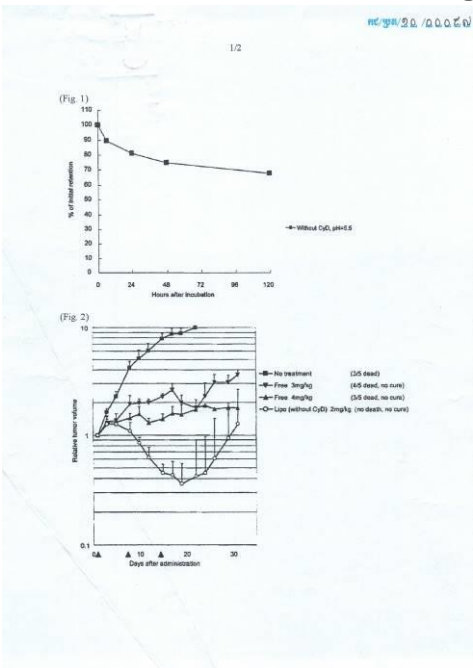 1/2
(Fig. 1)
110
100
90
80
70
60
50
40
30
20
10
0
% of initial retention
0 24 48 72 96 120
Hours after incubation
Without CyD, pH=5.5
(Fig. 2)
10
1
0.1
Relative tumor volume
0 10 20 30
Days after administration
No treatment (3/5 dead)
Free 3mg/kg (4/5 dead, no cure)
Free 4mg/kg (3/5 dead, no cure)
Lipo (without CyD) 2mg/kg (no death, no cure)